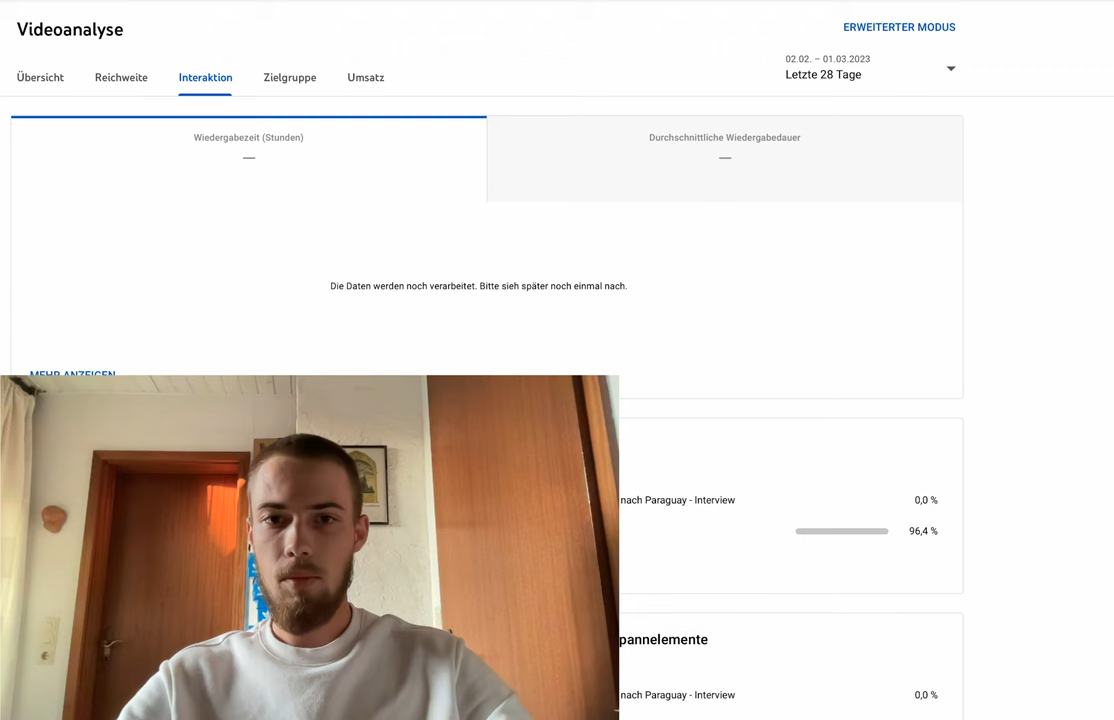 Videoanalyse
ERWEITERTER MODUS
02.02. – 01.03.2023
Letzte 28 Tage
Übersicht Reichweite Interaktion Zielgruppe Umsatz
Wiedergabezeit (Stunden)
—
Durchschnittliche Wiedergabedauer
—
Die Daten werden noch verarbeitet. Bitte sieh später noch einmal nach.
MEHR ANZEIGEN
nach Paraguay - Interview 0,0 %
96,4 %
pannelemente
nach Paraguay - Interview 0,0 %